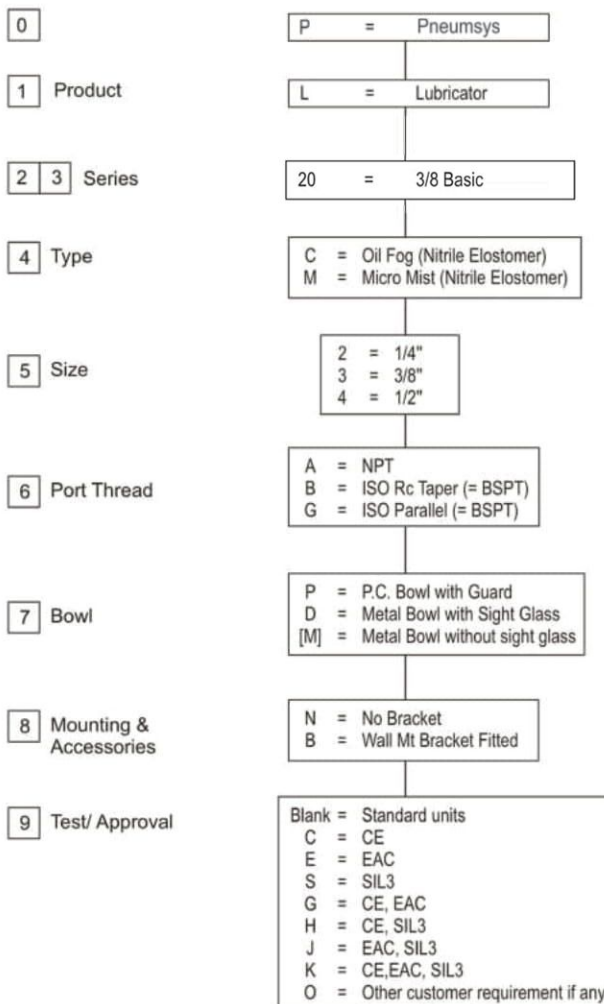 0 P = Pneumsys
1 Product L = Lubricator
2 3 Series 20 = 3/8 Basic
4 Type C = Oil Fog (Nitrile Elostomer)
M = Micro Mist (Nitrile Elostomer)
5 Size 2 = 1/4"
3 = 3/8"
4 = 1/2"
6 Port Thread A = NPT
B = ISO Rc Taper (= BSPT)
G = ISO Parallel (= BSPT)
7 Bowl P = P.C. Bowl with Guard
D = Metal Bowl with Sight Glass
[M] = Metal Bowl without sight glass
8 Mounting & Accessories N = No Bracket
B = Wall Mt Bracket Fitted
9 Test/ Approval Blank = Standard units
C = CE
E = EAC
S = SIL3
G = CE, EAC
H = CE, SIL3
J = EAC, SIL3
K = CE,EAC, SIL3
O = Other customer requirement if any